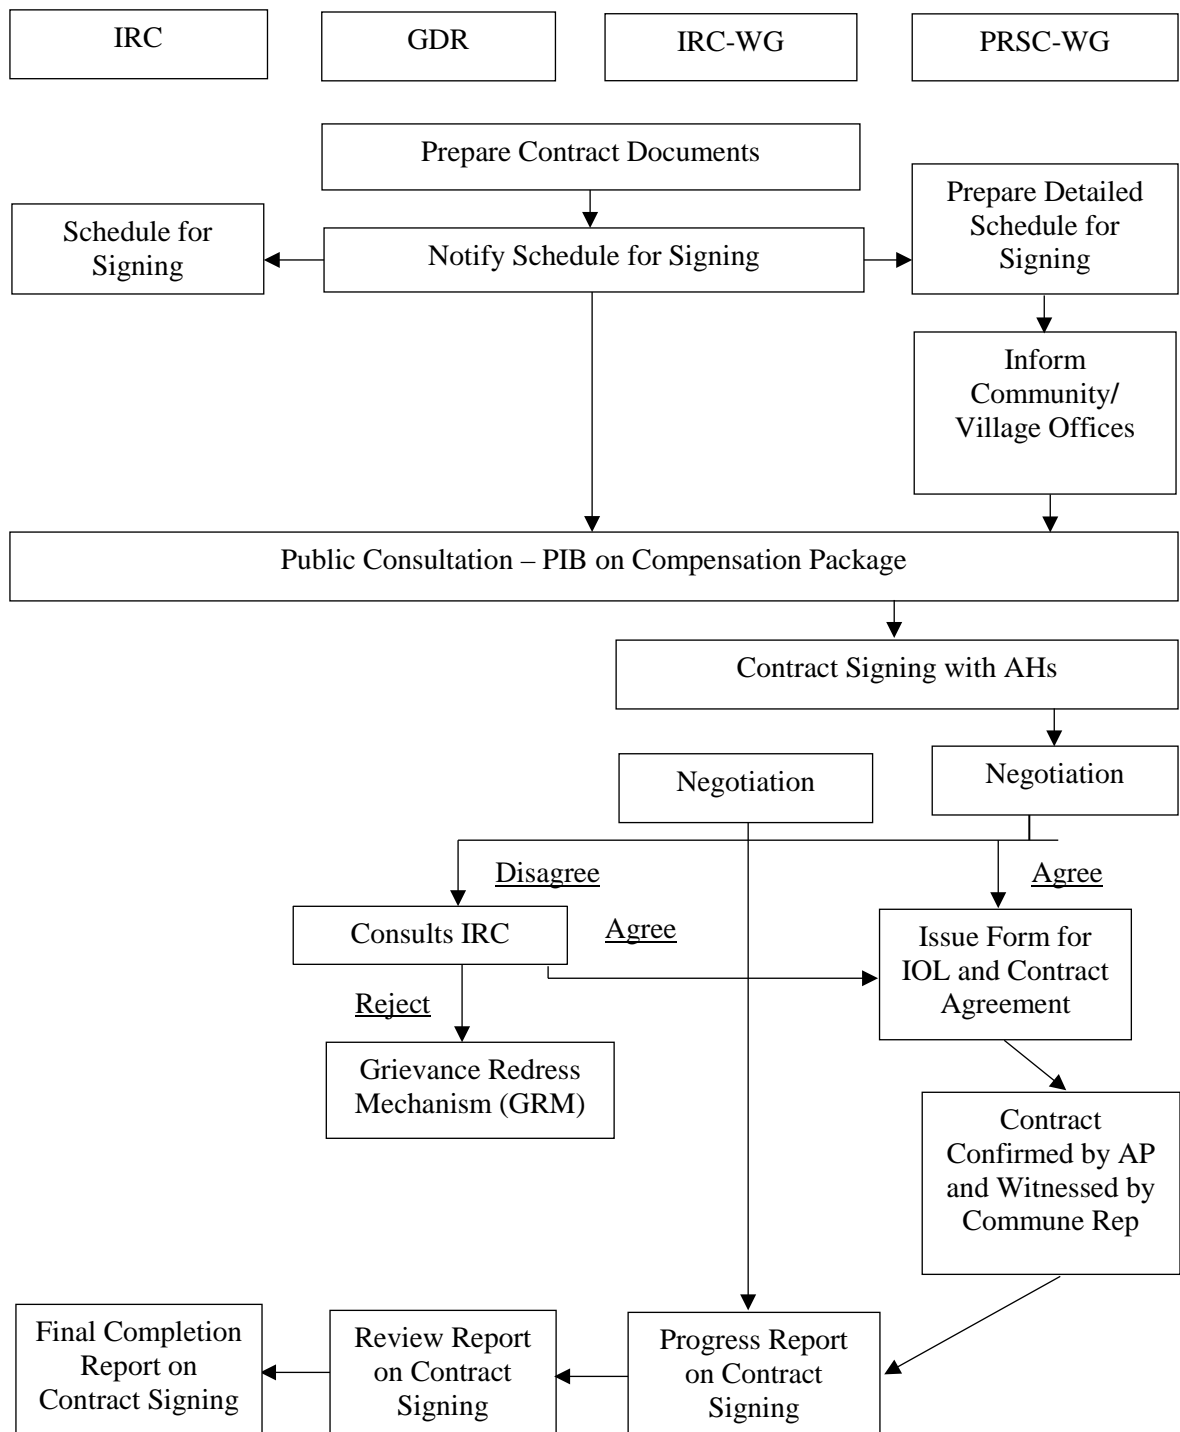 IRC
GDR
IRC-WG
PRSC-WG
Prepare Contract Documents
Schedule for
Signing
Notify Schedule for Signing
Prepare Detailed
Schedule for
Signing
Inform
Community/
Village Offices
Public Consultation – PIB on Compensation Package
Contract Signing with AHs
Negotiation
Negotiation
Disagree
Agree
Consults IRC
Agree
Issue Form for
IOL and Contract
Agreement
Reject
Grievance Redress
Mechanism (GRM)
Contract
Confirmed by AP
and Witnessed by
Commune Rep
Final Completion
Report on
Contract Signing
Review Report
on Contract
Signing
Progress Report
on Contract
Signing